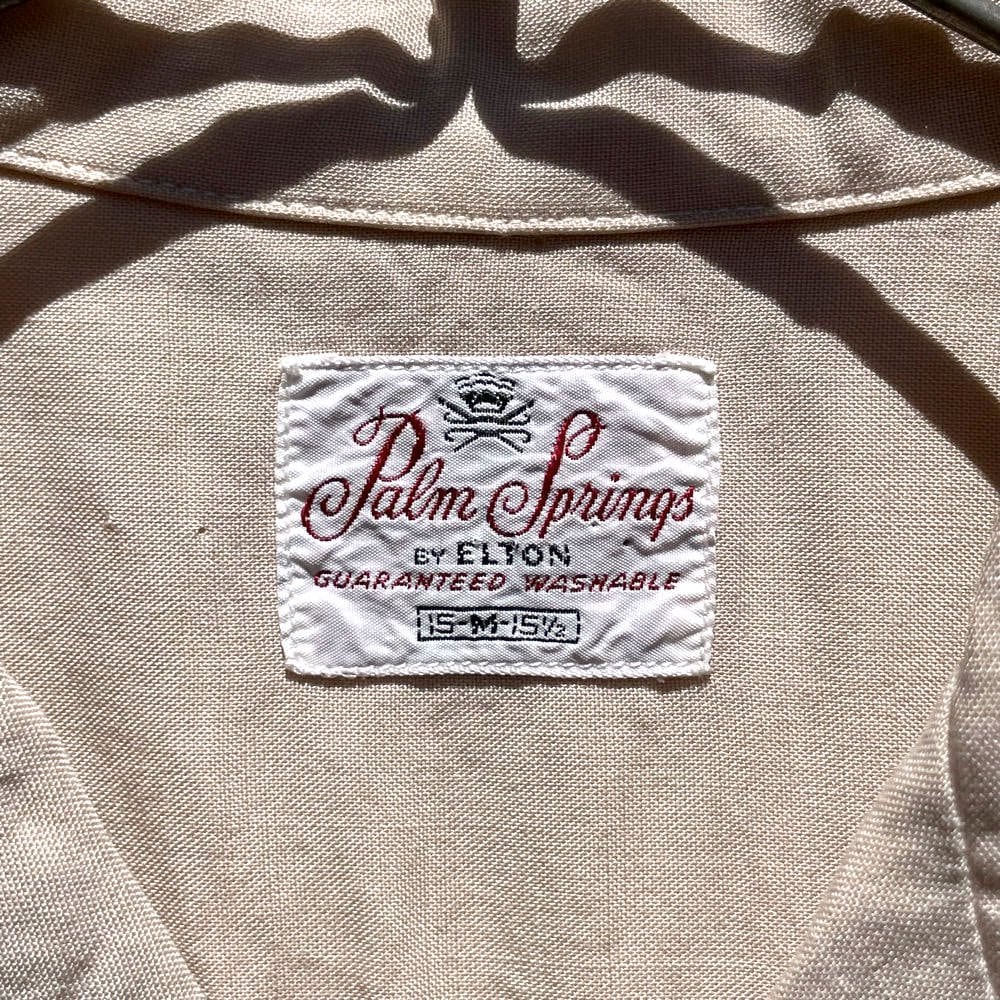 Palm Springs
BY ELTON
GUARANTEED WASHABLE
15-M-15½